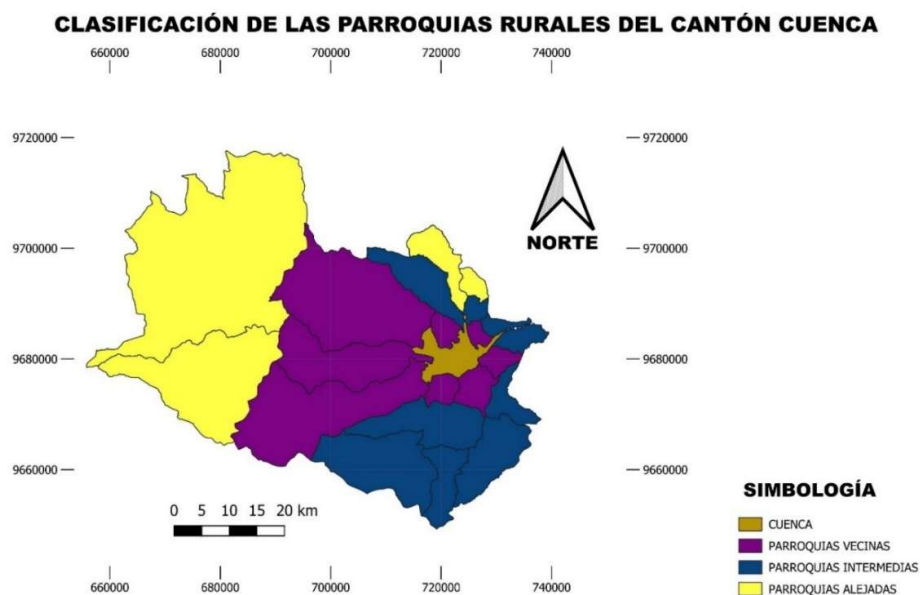 CLASIFICACIÓN DE LAS PARROQUIAS RURALES DEL CANTÓN CUENCA
660000 680000 700000 720000 740000
9720000 9720000
NORTE
9700000 9700000
9680000 9680000
9660000 9660000
SIMBOLOGÍA
0 5 10 15 20 km
CUENCA
PARROQUIAS VECINAS
PARROQUIAS INTERMEDIAS
PARROQUIAS ALEJADAS
660000 680000 700000 720000 740000